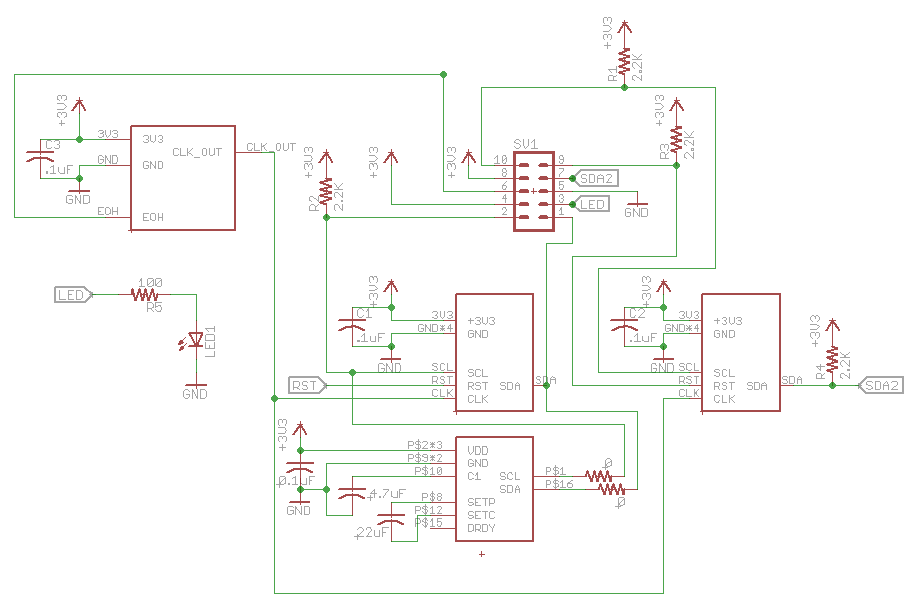 +3V3
R1
2.2K
+3V3
R3
2.2K
+3V3
C3
.1uF
GND
3V3
GND
EOH
3V3
GND
EOH
CLK_OUT
CLK_OUT
+3V3
R2
2.2K
+3V3
+3V3
SV1
10
8
6
4
2
9
7
5
3
1
SDA2
LED
GND
LED
100
R5
LED1
GND
+3V3
C1
.1uF
GND
3V3
GND*4
SCL
RST
CLK
+3V3
GND
SCL
RST
CLK
SDA
SDA
RST
+3V3
C2
.1uF
GND
3V3
GND*4
SCL
RST
CLK
+3V3
GND
SCL
RST
CLK
SDA
SDA
+3V3
R4
2.2K
SDA2
+3V3
0.1uF
GND
4.7uF
.22uF
P$2*3
P$9*2
P$10
P$8
P$12
P$15
VDD
GND
C1
SETP
SETC
DRDY
SCL
SDA
P$1
P$16
0
0